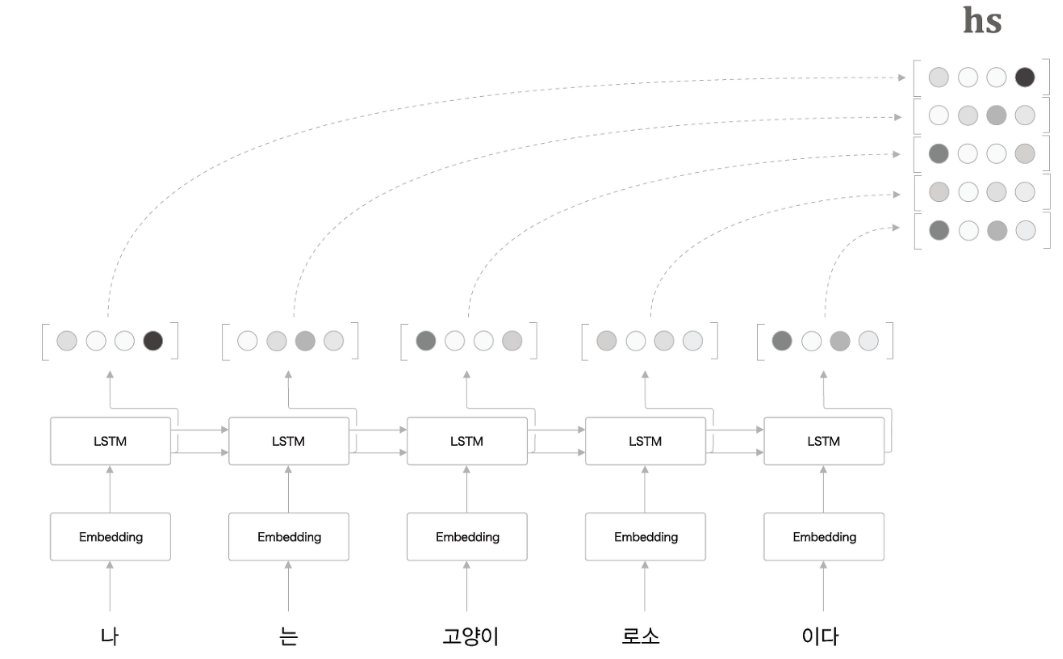 hs
LSTM LSTM LSTM LSTM LSTM
Embedding Embedding Embedding Embedding Embedding
나 는 고양이 로소 이다